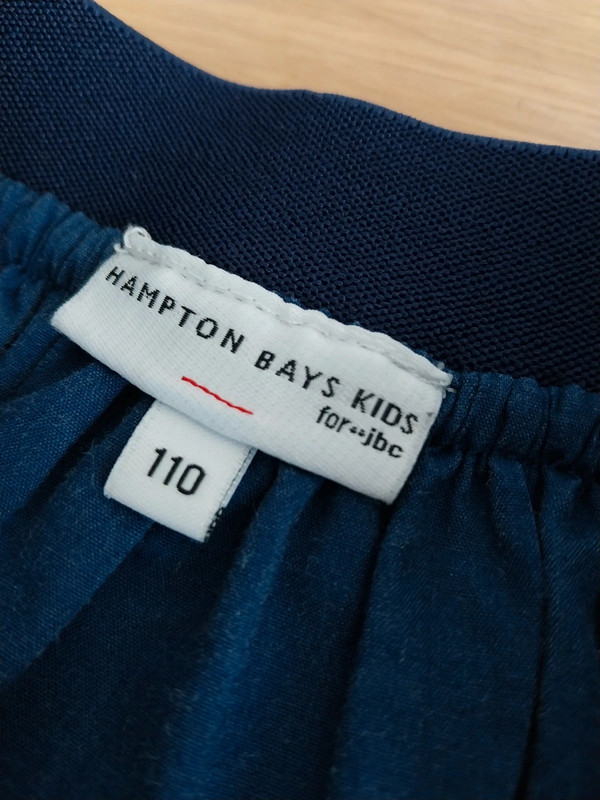 HAMPTON BAYS KIDS
for::jbc
110